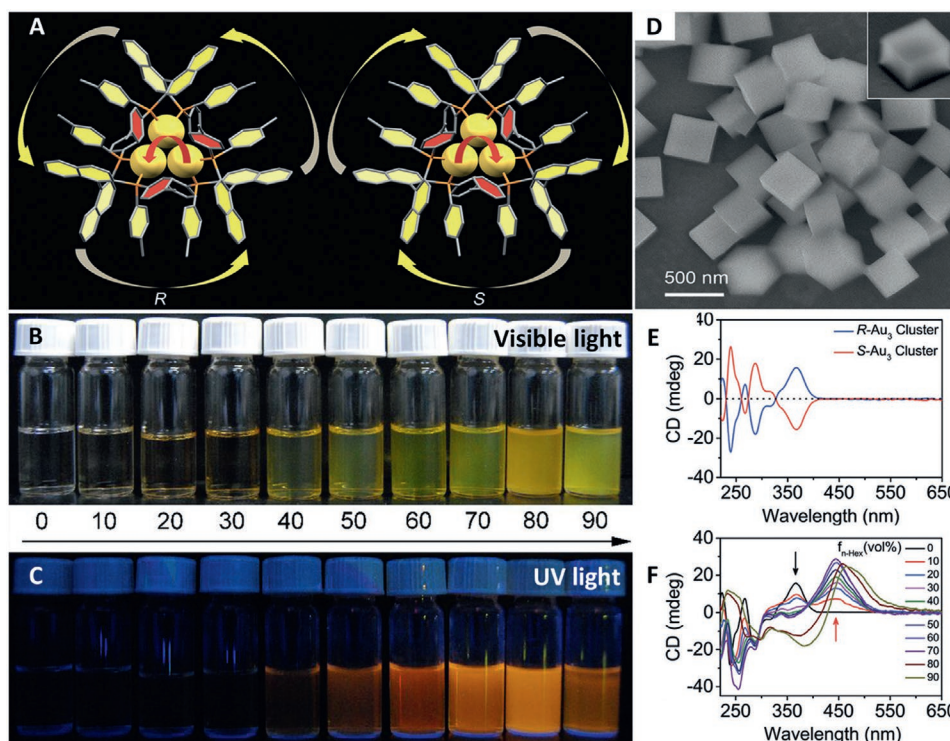 A
R
S
D
500 nm
B
Visible light
0 10 20 30 40 50 60 70 80 90
C
UV light
E
R-Au₃ Cluster
S-Au₃ Cluster
CD (mdeg)
40
20
0
-20
-40
250 350 450 550 650
Wavelength (nm)
F
f n-Hex (vol%)
0
10
20
30
40
50
60
70
80
90
CD (mdeg)
40
20
0
-20
-40
250 350 450 550 650
Wavelength (nm)